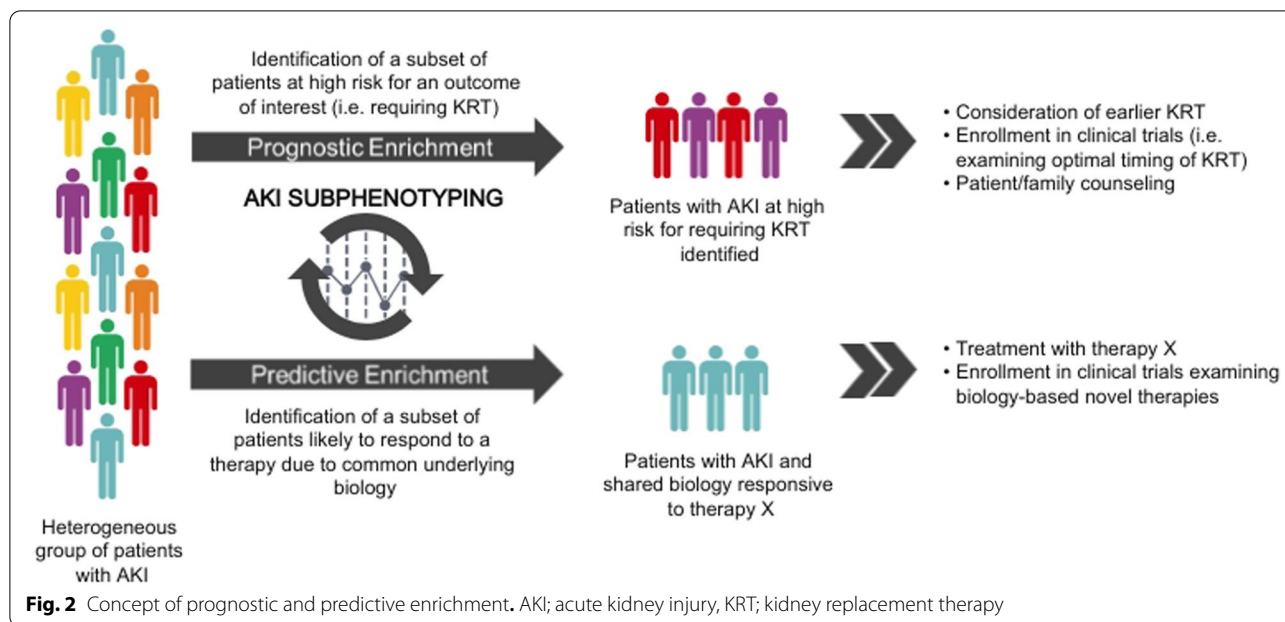 Identification of a subset of
patients at high risk for an outcome
of interest (i.e. requiring KRT)
Prognostic Enrichment
AKI SUBPHENOTYPING
Predictive Enrichment
Identification of a subset of
patients likely to respond to a
therapy due to common underlying
biology
Heterogeneous
group of patients
with AKI
Patients with AKI at high
risk for requiring KRT
identified
• Consideration of earlier KRT
• Enrollment in clinical trials (i.e.
examining optimal timing of KRT)
• Patient/family counseling
Patients with AKI and
shared biology responsive
to therapy X
• Treatment with therapy X
• Enrollment in clinical trials examining
biology-based novel therapies
Fig. 2 Concept of prognostic and predictive enrichment. AKI; acute kidney injury, KRT; kidney replacement therapy